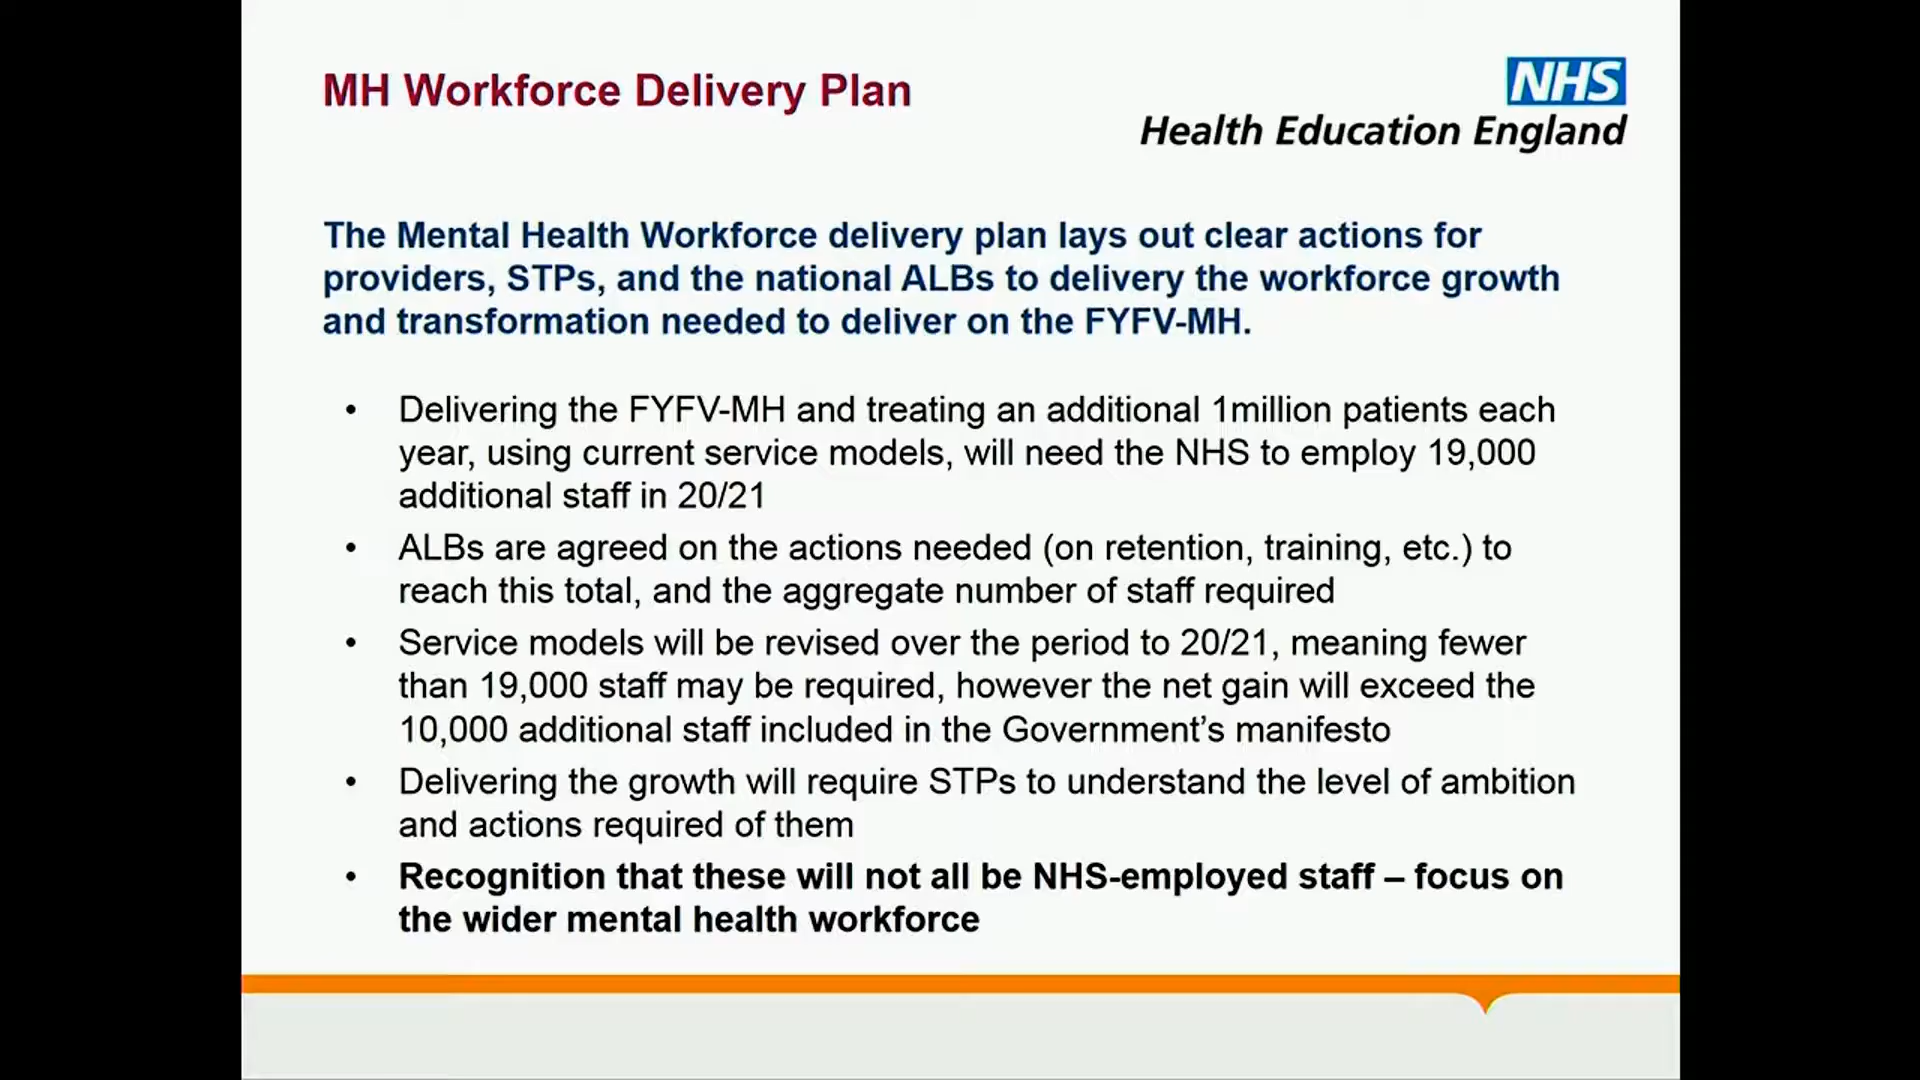 MH Workforce Delivery Plan
NHS
Health Education England
The Mental Health Workforce delivery plan lays out clear actions for
providers, STPs, and the national ALBs to delivery the workforce growth
and transformation needed to deliver on the FYFV-MH.
• Delivering the FYFV-MH and treating an additional 1million patients each
year, using current service models, will need the NHS to employ 19,000
additional staff in 20/21
• ALBs are agreed on the actions needed (on retention, training, etc.) to
reach this total, and the aggregate number of staff required
• Service models will be revised over the period to 20/21, meaning fewer
than 19,000 staff may be required, however the net gain will exceed the
10,000 additional staff included in the Government’s manifesto
• Delivering the growth will require STPs to understand the level of ambition
and actions required of them
• Recognition that these will not all be NHS-employed staff – focus on
the wider mental health workforce